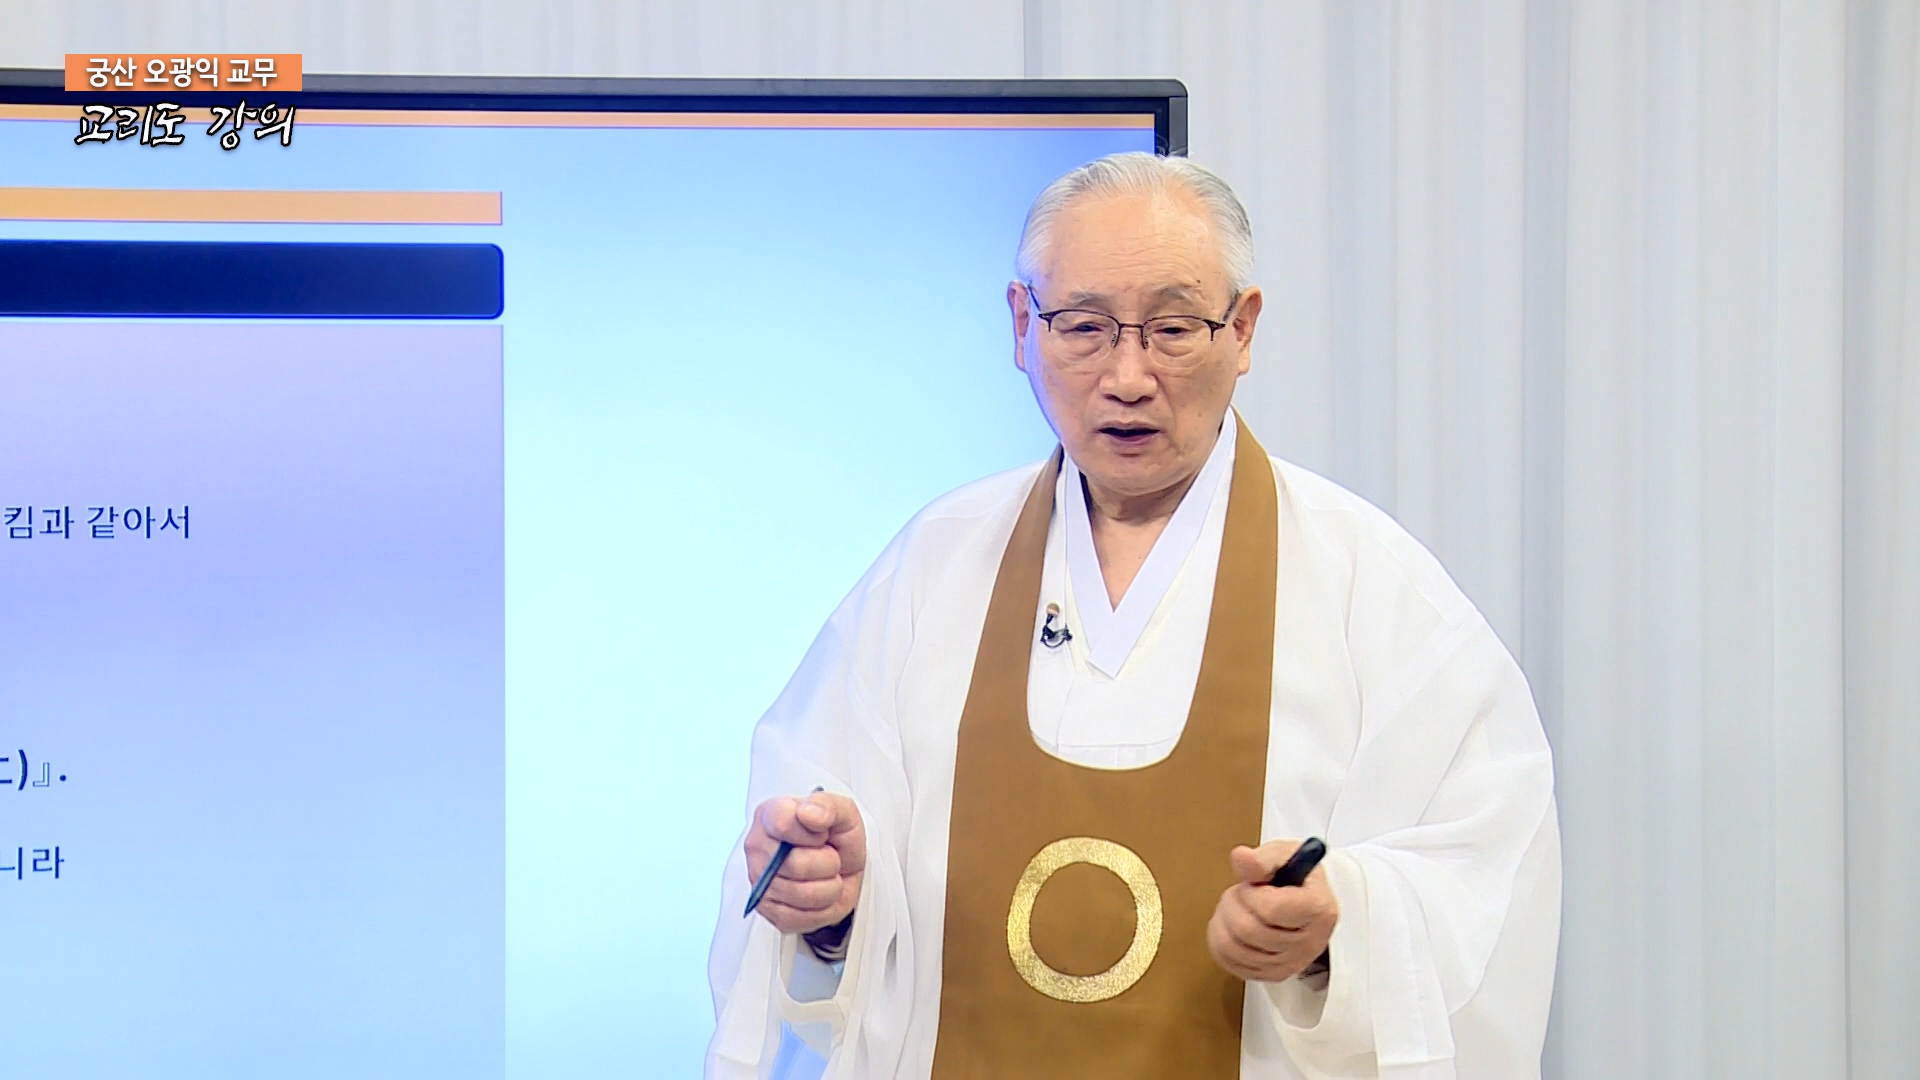 궁산 오광익 교무
교리도 강의
킴과 같아서
)』.
니라